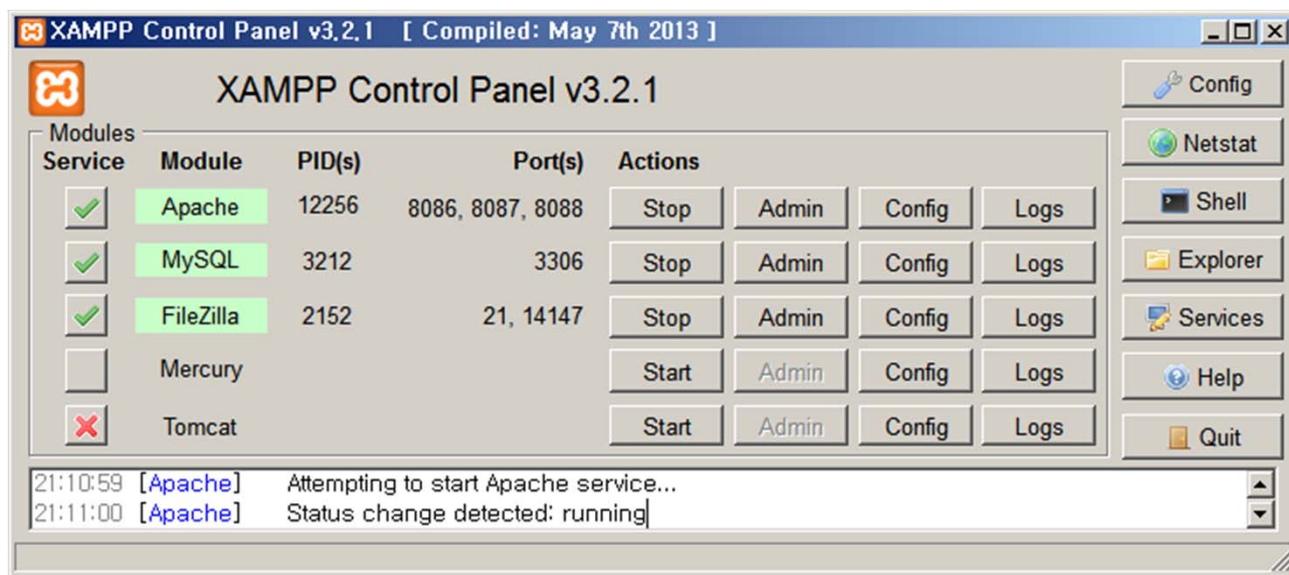 XAMPP Control Panel v3.2.1 [ Compiled: May 7th 2013 ]
XAMPP Control Panel v3.2.1
Config
Modules
Service Module PID(s) Port(s) Actions
Netstat
Apache 12256 8086, 8087, 8088 Stop Admin Config Logs
Shell
MySQL 3212 3306 Stop Admin Config Logs
Explorer
FileZilla 2152 21, 14147 Stop Admin Config Logs
Services
Mercury Start Admin Config Logs
Help
Tomcat Start Admin Config Logs
Quit
21:10:59 [Apache] Attempting to start Apache service...
21:11:00 [Apache] Status change detected: running